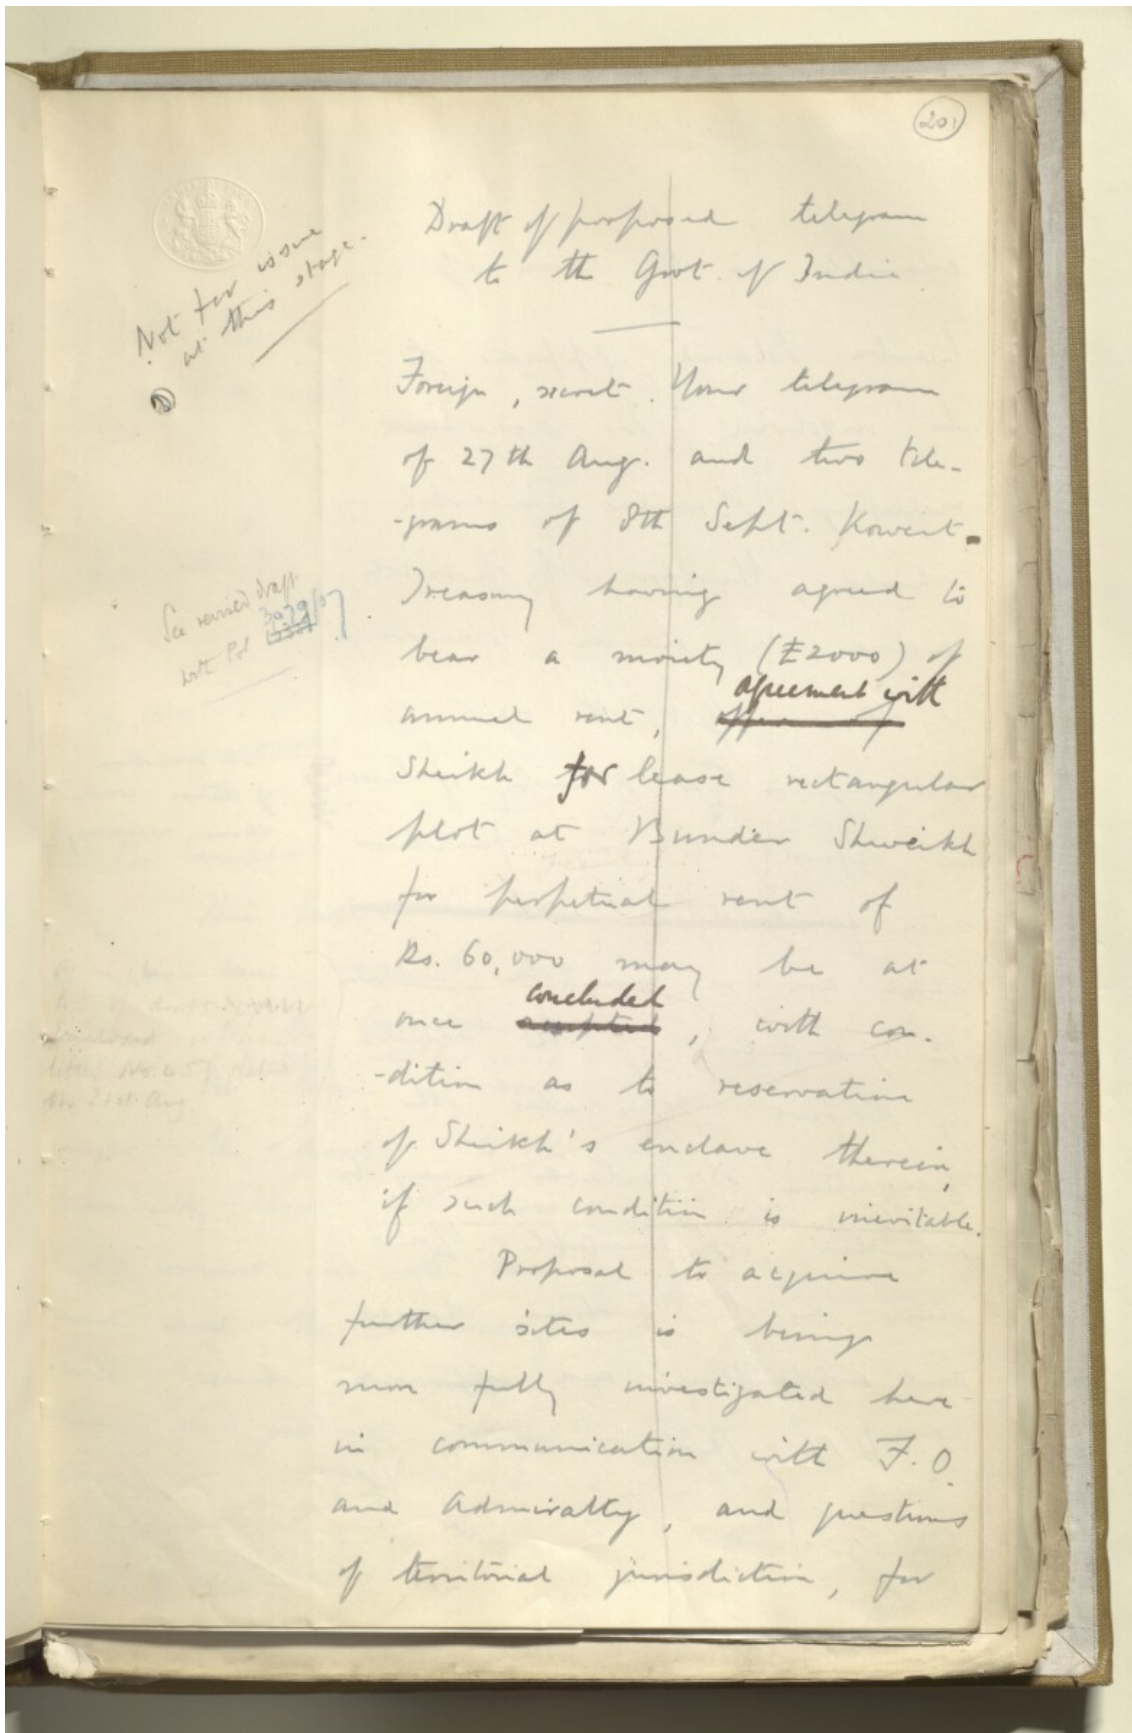 201
Draft of proposed telegram
to the Govt. of India.
Not for issue
at this stage.
Foreign, secret. Your telegram
of 27th Aug. and two tele-
-grams of 8th Sept. Koweit.
Treasury having agreed to
See revised draft
with Pol 3079/07
bear a moiety (£2000) of
agreement with
annual rent,
Sheikh for lease rectangular
plot at Bunder Shweikh
for perpetual rent of
Rs. 60,000 may be at
concluded
once accepted, with con-
-dition as to reservation
of Sheikh's enclave therein,
if such condition is inevitable.
Proposal to acquire
further sites is being
more fully investigated here
in communication with F.O.
and Admiralty, and questions
of territorial jurisdiction, for